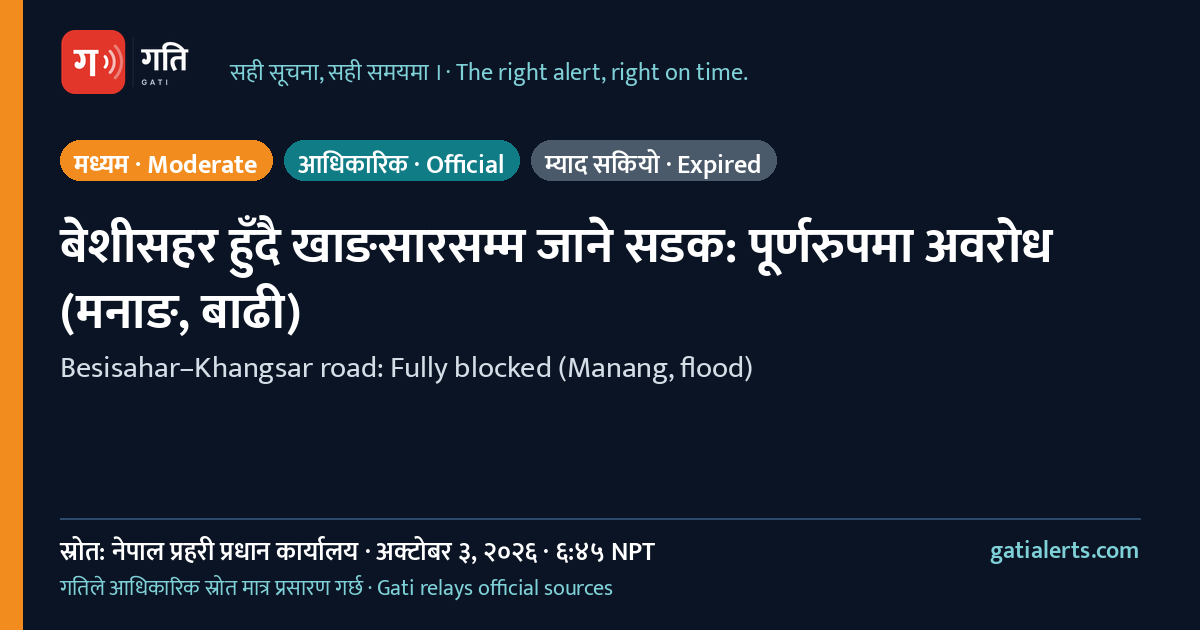 ग गति
GATI
सही सूचना, सही समयमा । · The right alert, right on time.
मध्यम · Moderate आधिकारिक · Official म्याद सकियो · Expired
बेशीसहर हुँदै खाङसारसम्म जाने सडक: पूर्णरुपमा अवरोध
(मनाङ, बाढी)
Besisahar–Khangsar road: Fully blocked (Manang, flood)
स्रोत: नेपाल प्रहरी प्रधान कार्यालय · अक्टोबर ३, २०२६ · ६:४५ NPT
gatialerts.com
गतिले आधिकारिक स्रोत मात्र प्रसारण गर्छ · Gati relays official sources